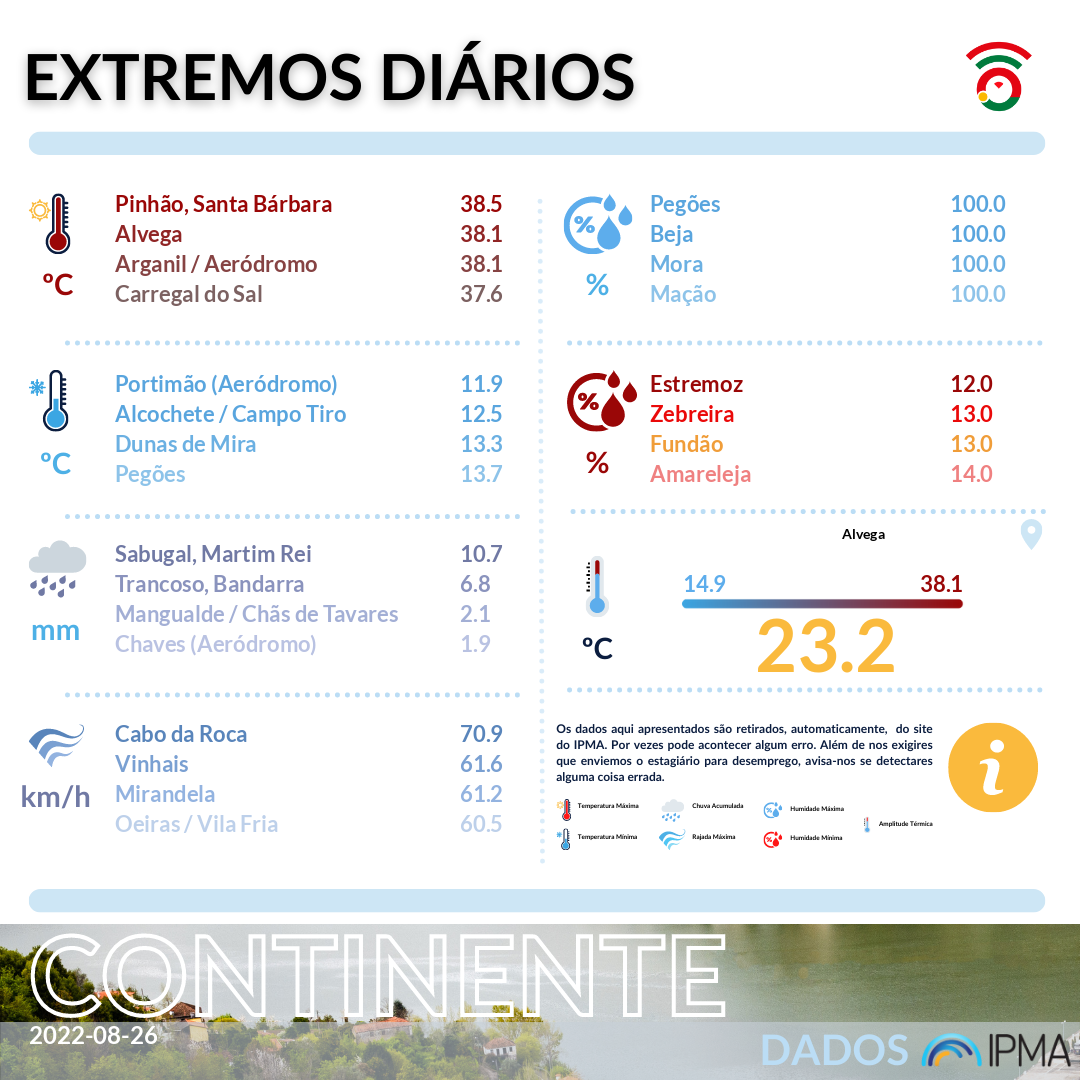 EXTREMOS DIÁRIOS
Pinhão, Santa Bárbara 38.5
Alvega 38.1
Arganil / Aeródromo 38.1
Carregal do Sal 37.6
ºC
Portimão (Aeródromo) 11.9
Alcochete / Campo Tiro 12.5
Dunas de Mira 13.3
Pegões 13.7
ºC
Sabugal, Martim Rei 10.7
Trancoso, Bandarra 6.8
Mangualde / Chãs de Tavares 2.1
Chaves (Aeródromo) 1.9
mm
Cabo da Roca 70.9
Vinhais 61.6
Mirandela 61.2
Oeiras / Vila Fria 60.5
km/h
%
Pegões 100.0
Beja 100.0
Mora 100.0
Mação 100.0
%
%
Estremoz 12.0
Zebreira 13.0
Fundão 13.0
Amareleja 14.0
%
Alvega
14.9 38.1
23.2
ºC
Os dados aqui apresentados são retirados, automaticamente, do site
do IPMA. Por vezes pode acontecer algum erro. Além de nos exigires
que enviemos o estagiário para desemprego, avisa-nos se detectares
alguma coisa errada.
i
Temperatura Máxima
Chuva Acumulada
Humidade Máxima
Amplitude Térmica
Temperatura Mínima
Rajada Máxima
Humidade Mínima
CONTINENTE
2022-08-26
DADOS IPMA